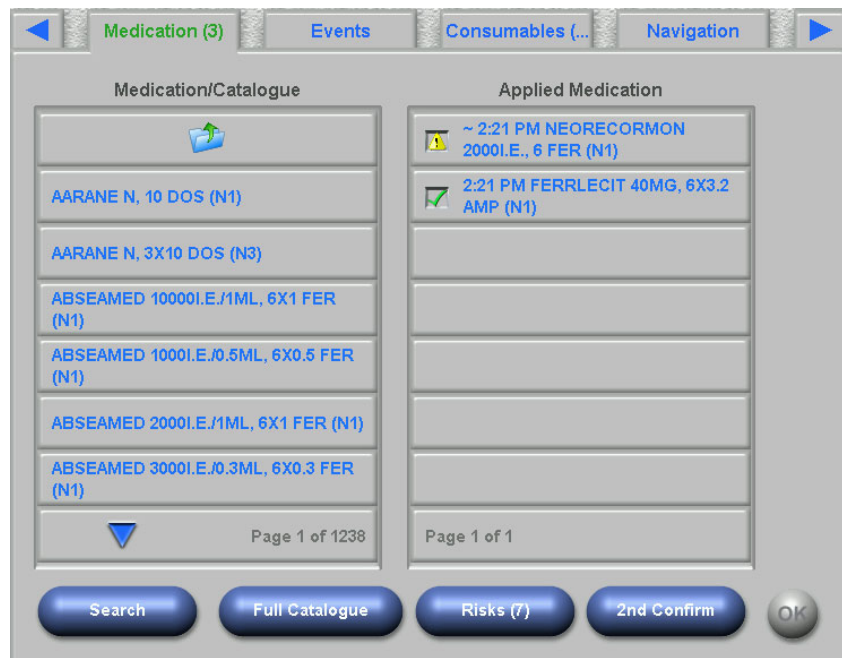 Medication (3)
Events
Consumables (...
Navigation
Medication/Catalogue
AARANE N, 10 DOS (N1)
AARANE N, 3X10 DOS (N3)
ABSEAMED 10000I.E./1ML, 6X1 FER
(N1)
ABSEAMED 1000I.E./0.5ML, 6X0.5 FER
(N1)
ABSEAMED 2000I.E./1ML, 6X1 FER (N1)
ABSEAMED 3000I.E./0.3ML, 6X0.3 FER
(N1)
Page 1 of 1238
Applied Medication
~ 2:21 PM NEORECORMON
2000I.E., 6 FER (N1)
2:21 PM FERRLECIT 40MG, 6X3.2
AMP (N1)
Page 1 of 1
Search
Full Catalogue
Risks (7)
2nd Confirm
OK